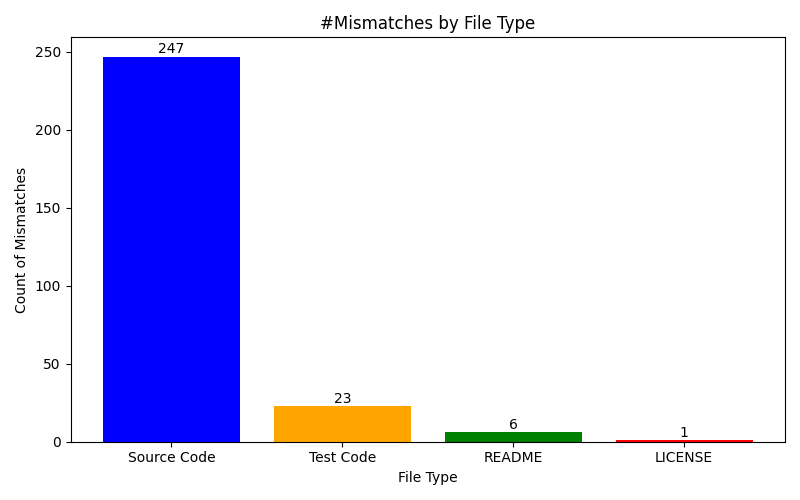 #Mismatches by File Type
Count of Mismatches
250
200
150
100
50
0
247
23
6
1
Source Code
Test Code
README
LICENSE
File Type